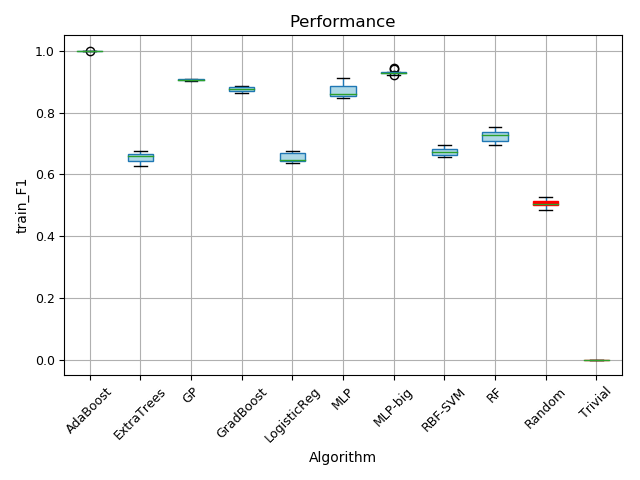 Performance
train_F1
1.0
0.8
0.6
0.4
0.2
0.0
AdaBoost
ExtraTrees
GP
GradBoost
LogisticReg
MLP
MLP-big
RBF-SVM
RF
Random
Trivial
Algorithm